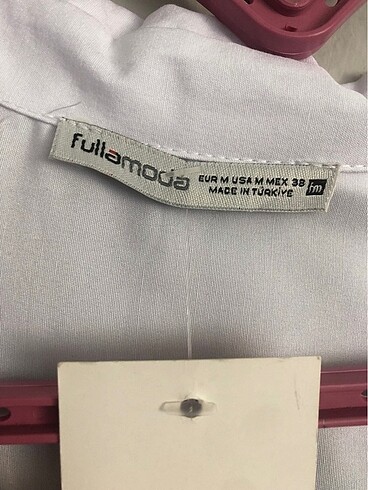 fullamoda
EUR M USA M MEX 38
MADE IN TÜRKİYE
fm